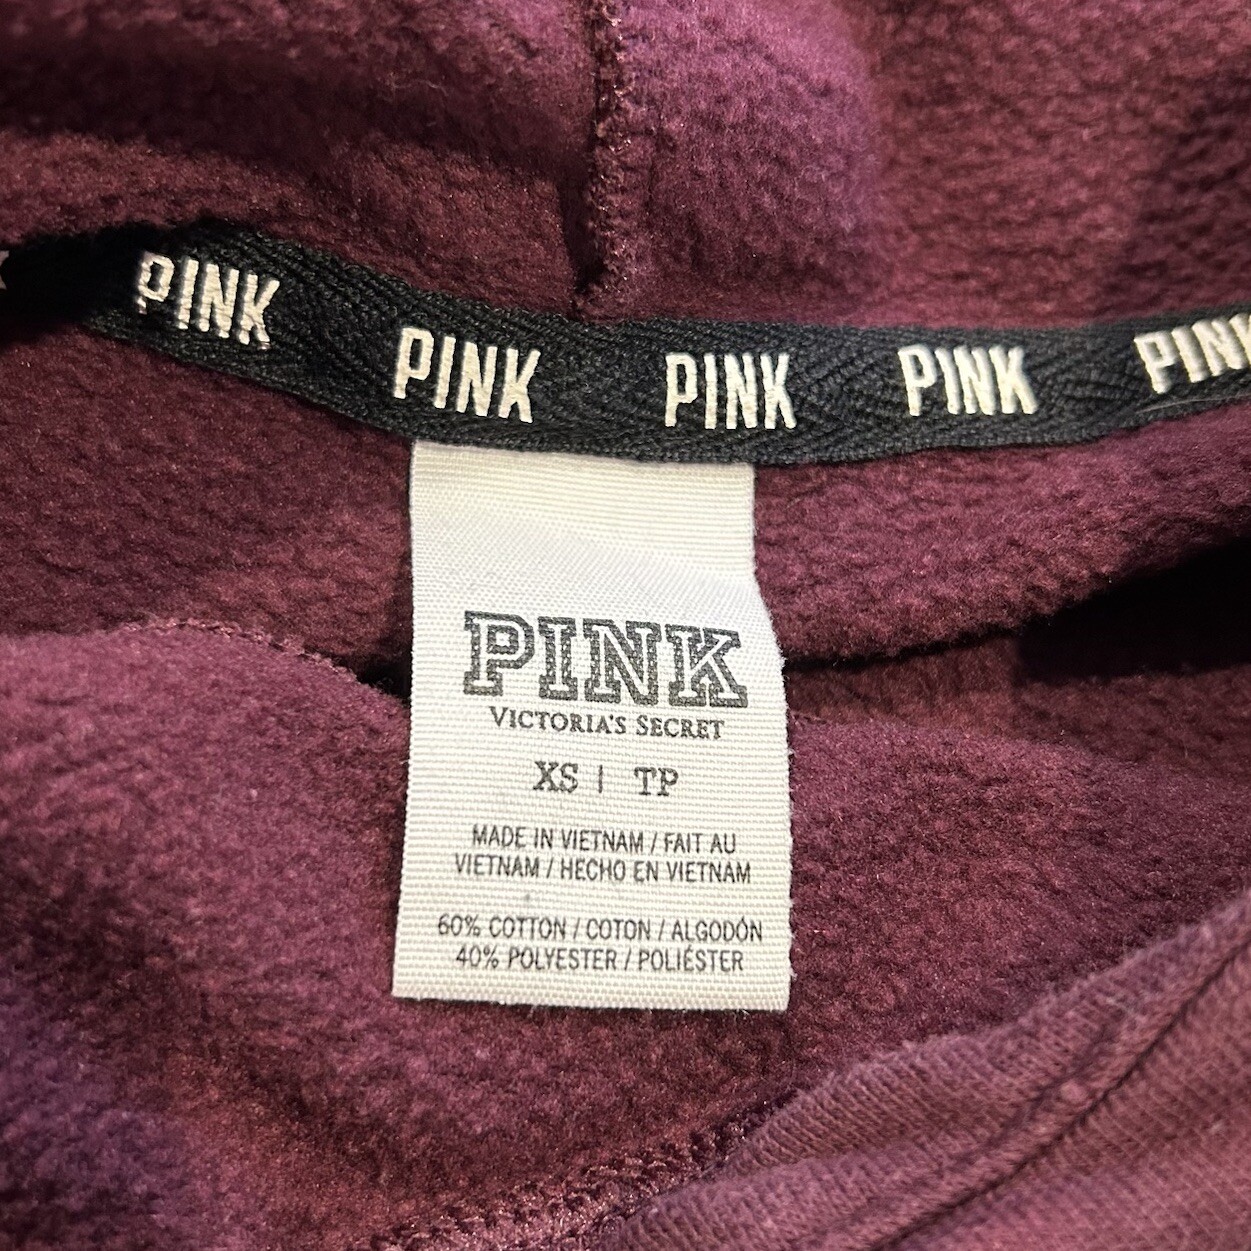 PINK PINK PINK PINK PINK
PINK
VICTORIA'S SECRET
XS | TP
MADE IN VIETNAM / FAIT AU
VIETNAM / HECHO EN VIETNAM
60% COTTON / COTON / ALGODÓN
40% POLYESTER / POLIÉSTER